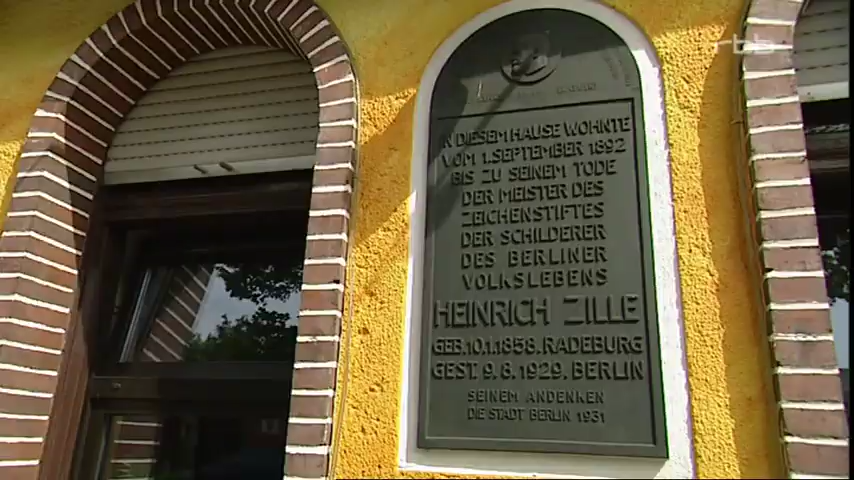 rbb
IN DIESEM HAUSE WOHNTE
VOM 1. SEPTEMBER 1892
BIS ZU SEINEM TODE
DER MEISTER DES
ZEICHENSTIFTES
DER SCHILDERER
DES BERLINER
VOLKSLEBENS
HEINRICH ZILLE
GEB. 10.1.1858. RADEBURG
GEST. 9. 8. 1929. BERLIN
SEINEM ANDENKEN
DIE STADT BERLIN 1931